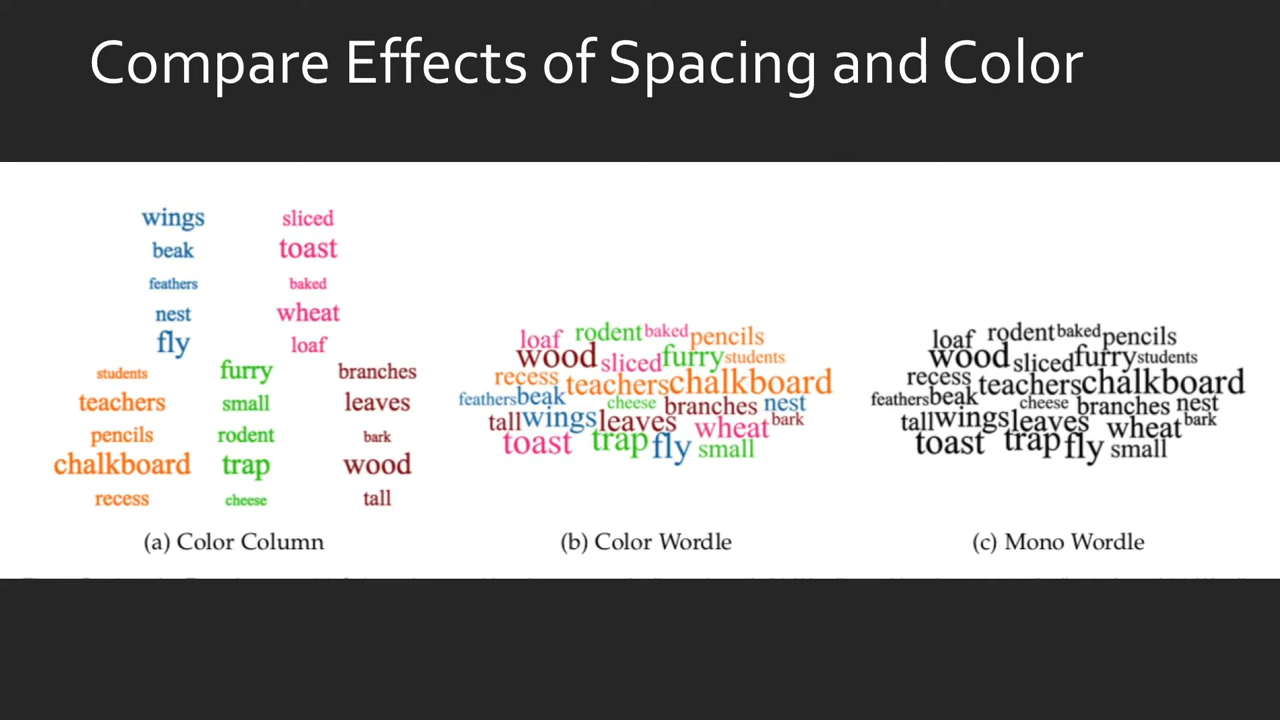 Compare Effects of Spacing and Color
wings
beak
feathers
nest
fly
sliced
toast
baked
wheat
loaf
students
teachers
pencils
chalkboard
recess
furry
small
rodent
trap
cheese
branches
leaves
bark
wood
tall
(a) Color Column
loaf rodent baked pencils
wood sliced furry students
recess teachers chalkboard
feathers beak cheese branches nest
tall wings leaves wheat bark
toast trap fly small
(b) Color Wordle
loaf rodent baked pencils
wood sliced furry students
recess teachers chalkboard
feathers beak cheese branches nest
tall wings leaves wheat bark
toast trap fly small
(c) Mono Wordle